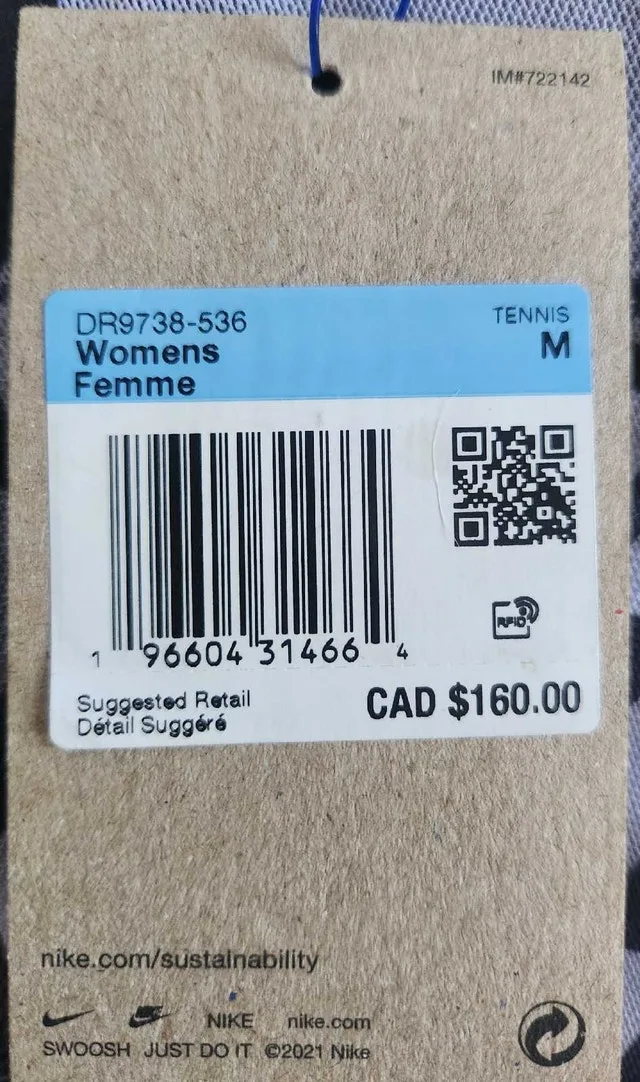 IM#722142
DR9738-536
TENNIS
Womens
M
Femme
RFID
1 96604 31466 4
Suggested Retail
Détail Suggéré
CAD $160.00
nike.com/sustainability
NIKE nike.com
SWOOSH JUST DO IT ©2021 Nike